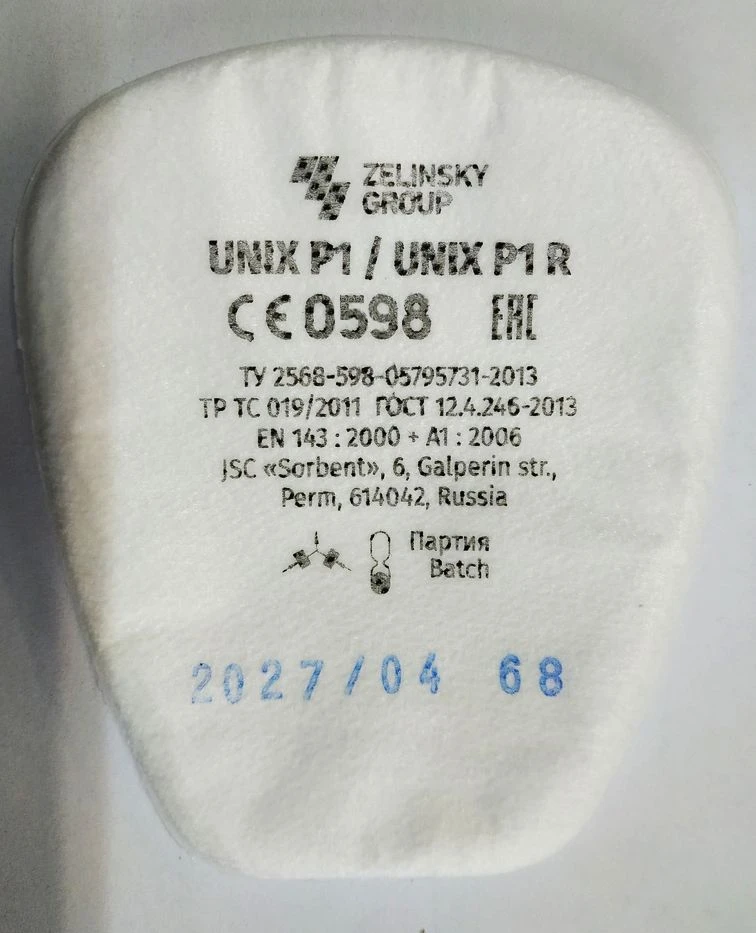 ZELINSKY
GROUP
UNIX P1 / UNIX P1 R
CE 0598 EAC
ТУ 2568-598-05795731-2013
ТР ТС 019/2011 ГОСТ 12.4.246-2013
EN 143 : 2000 + A1 : 2006
JSC «Sorbent», 6, Galperin str.,
Perm, 614042, Russia
Партия
Batch
2027/04 68